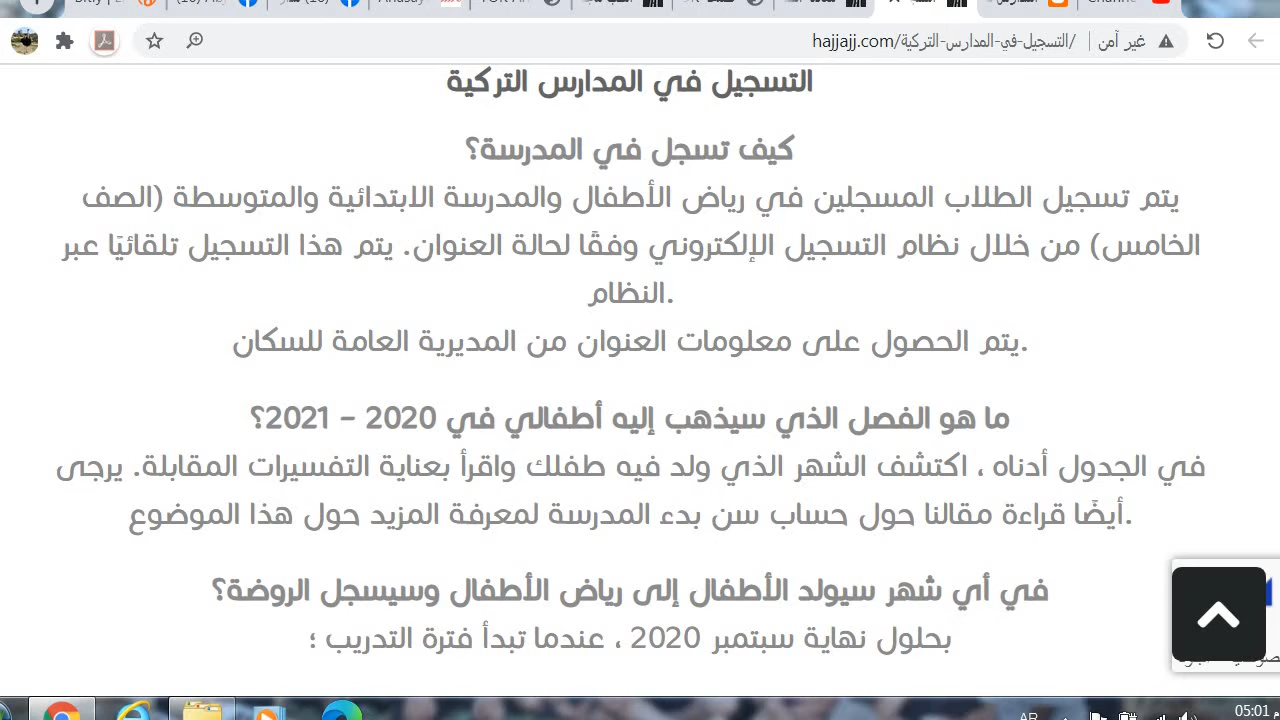 hajjajj.com/التسجيل-في-المدارس-التركية/
غير آمن
التسجيل في المدارس التركية
كيف تسجل في المدرسة؟
يتم تسجيل الطلاب المسجلين في رياض الأطفال والمدرسة الابتدائية والمتوسطة (الصف
الخامس) من خلال نظام التسجيل الإلكتروني وفقًا لحالة العنوان. يتم هذا التسجيل تلقائيًا عبر
النظام.
يتم الحصول على معلومات العنوان من المديرية العامة للسكان.
ما هو الفصل الذي سيذهب إليه أطفالي في 2020 – 2021؟
في الجدول أدناه ، اكتشف الشهر الذي ولد فيه طفلك واقرأ بعناية التفسيرات المقابلة. يرجى
أيضًا قراءة مقالنا حول حساب سن بدء المدرسة لمعرفة المزيد حول هذا الموضوع.
في أي شهر سيولد الأطفال إلى رياض الأطفال وسيسجل الروضة؟
بحلول نهاية سبتمبر 2020 ، عندما تبدأ فترة التدريب ؛
AR
05:01